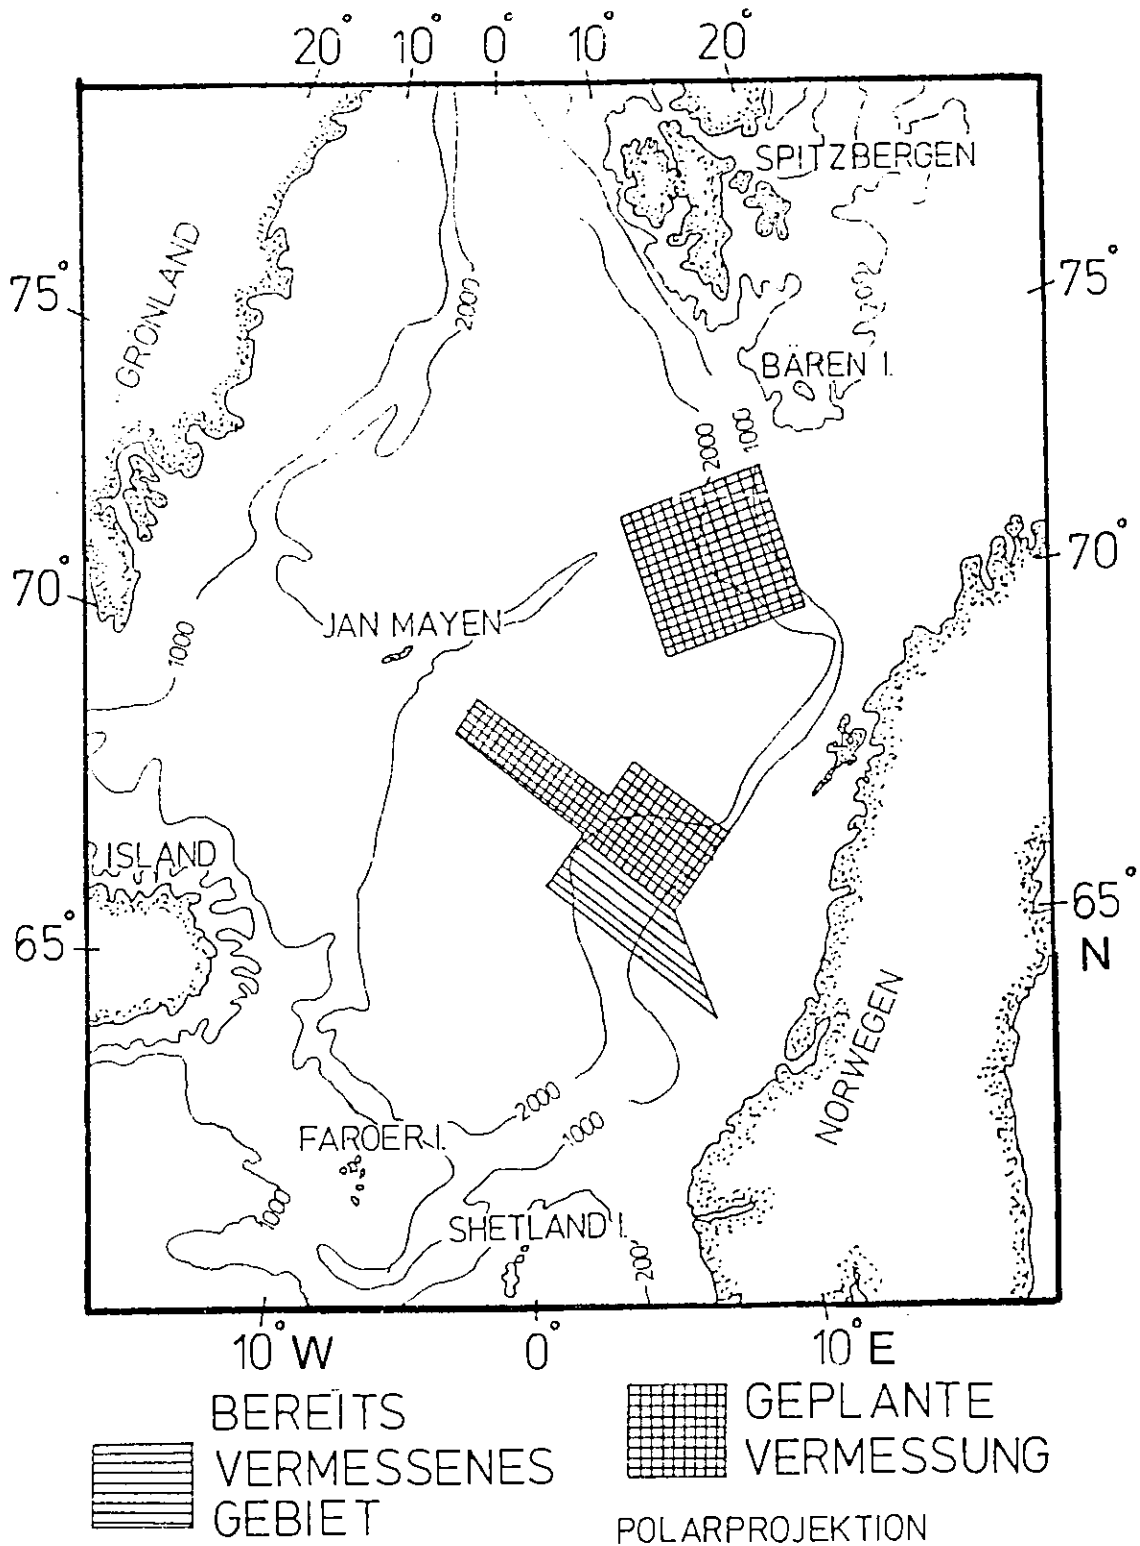 20° 10° 0° 10° 20°
SPITZBERGEN
GRÖNLAND
75°
75°
2000
BÄREN I.
2000
1000
70°
70°
JAN MAYEN
1000
ISLAND
65°
65°
N
NORWEGEN
2000
1000
FAROER I.
1000
SHETLAND I.
200
10° W 0° 10° E
BEREITS
VERMESSENES
GEBIET
GEPLANTE
VERMESSUNG
POLARPROJEKTION